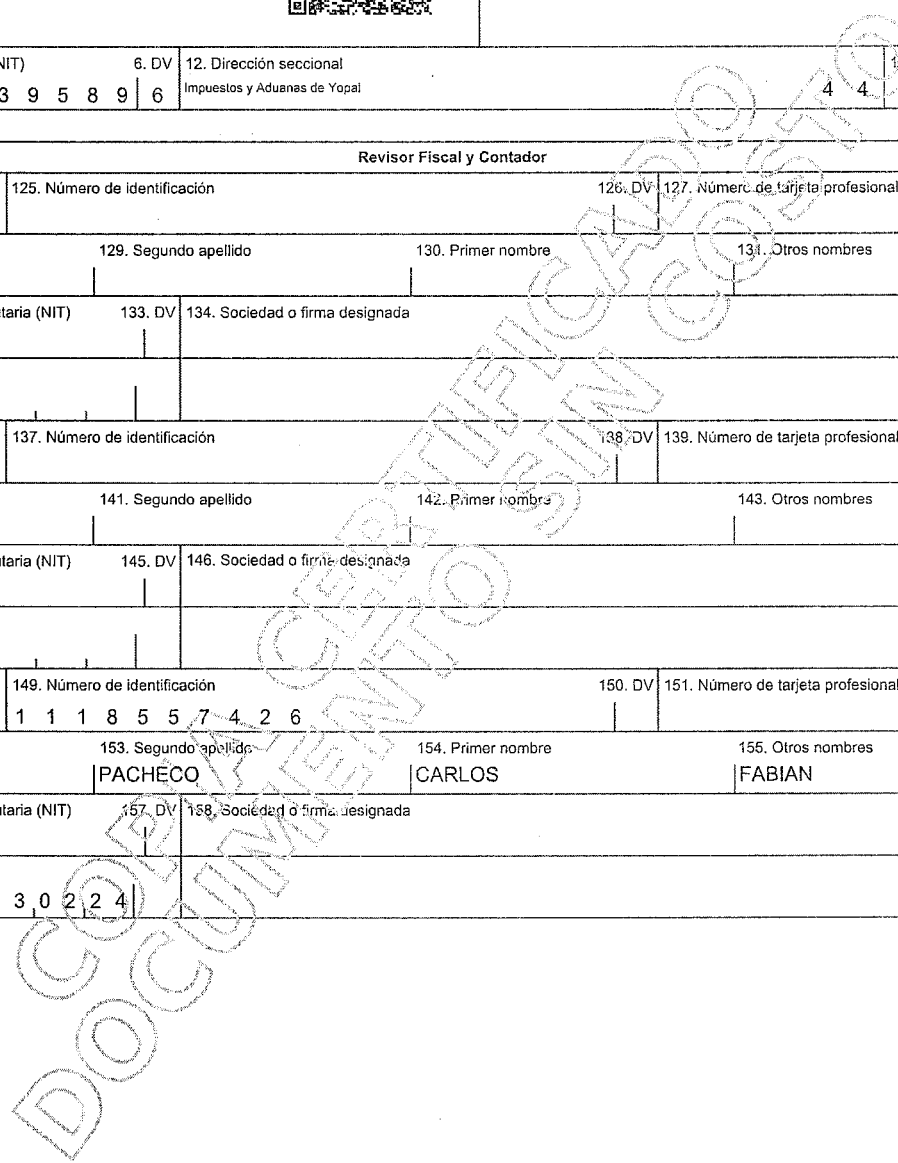 NIT) 6. DV 12. Dirección seccional
3 9 5 8 9 6 Impuestos y Aduanas de Yopal 4 4
Revisor Fiscal y Contador
125. Número de identificación 126. DV 127. Número de tarjeta profesional
129. Segundo apellido 130. Primer nombre 131. Otros nombres
taria (NIT) 133. DV 134. Sociedad o firma designada
137. Número de identificación 138. DV 139. Número de tarjeta profesional
141. Segundo apellido 142. Primer nombre 143. Otros nombres
taria (NIT) 145. DV 146. Sociedad o firma designada
149. Número de identificación 150. DV 151. Número de tarjeta profesional
1 1 1 8 5 5 7 4 2 6
153. Segundo apellido 154. Primer nombre 155. Otros nombres
PACHECO CARLOS FABIAN
utaria (NIT) 157. DV 158. Sociedad o firma designada
3 0 2 2 4
COPIA CERTIFICADO
DOCUMENTO SIN COSTO